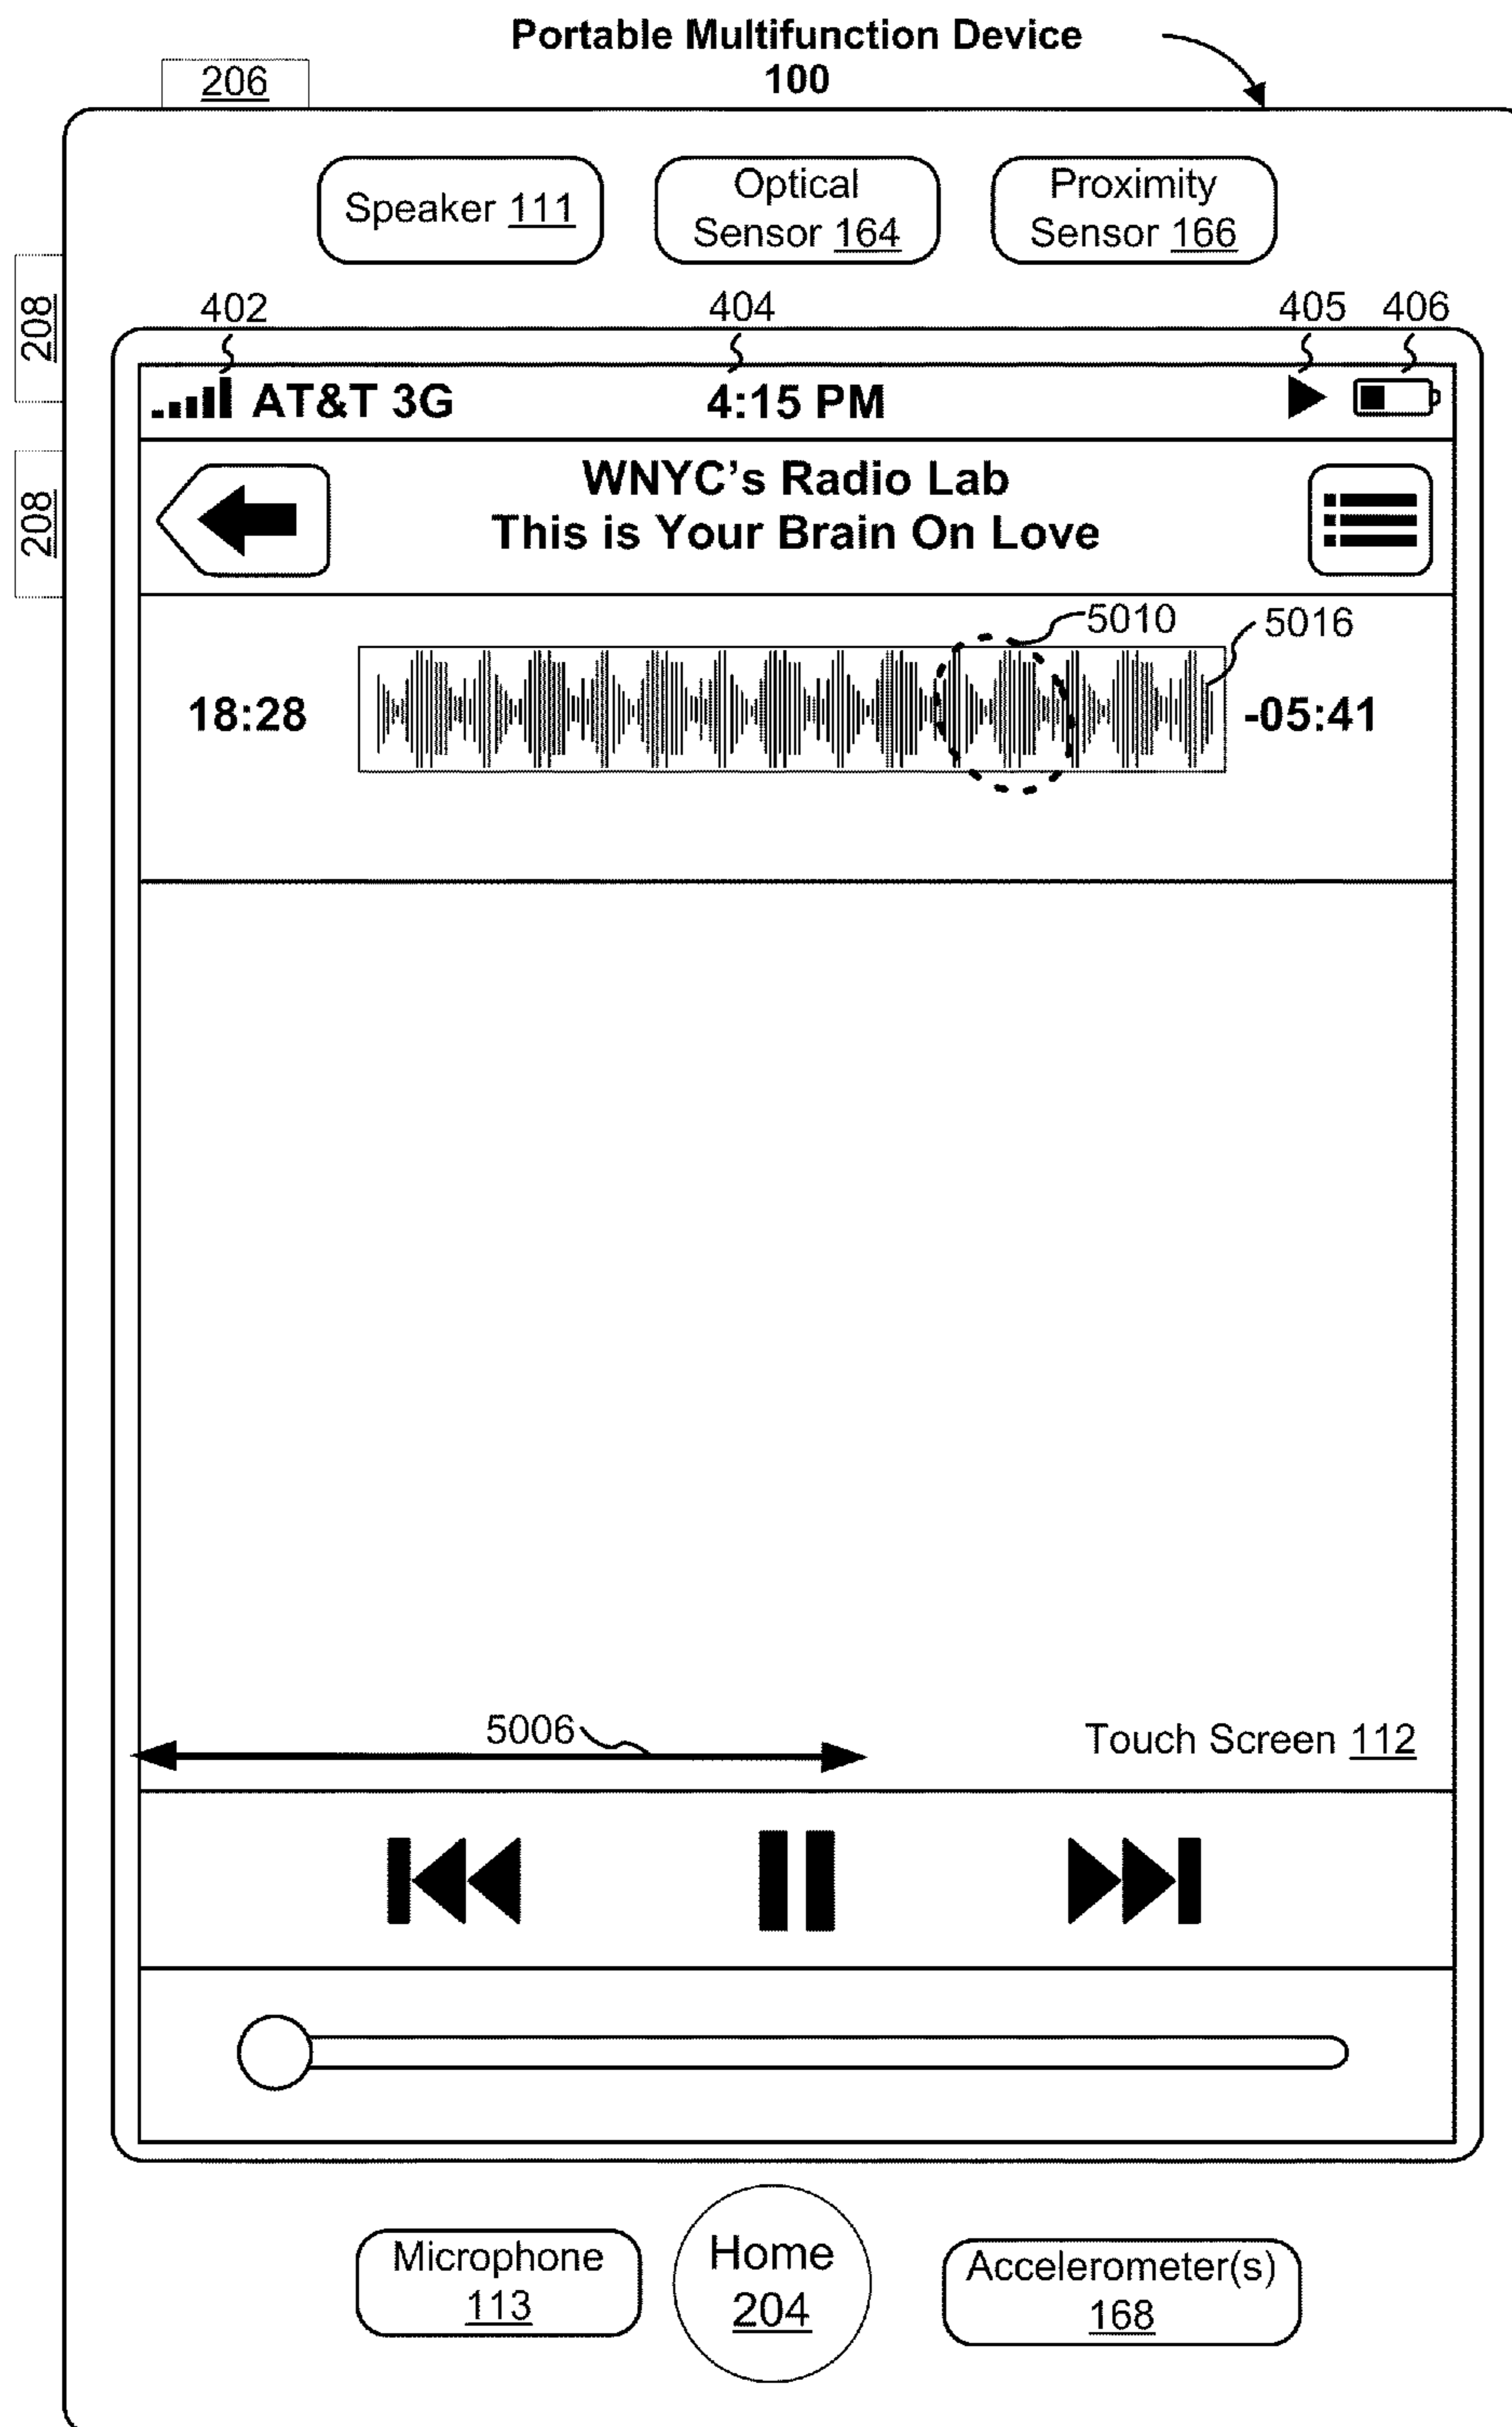 Portable Multifunction Device
100
206
Speaker 111
Optical
Sensor 164
Proximity
Sensor 166
208
208
402
404
405
406
AT&T 3G
4:15 PM
WNYC's Radio Lab
This is Your Brain On Love
5010
5016
18:28
-05:41
5006
Touch Screen 112
Microphone
113
Home
204
Accelerometer(s)
168